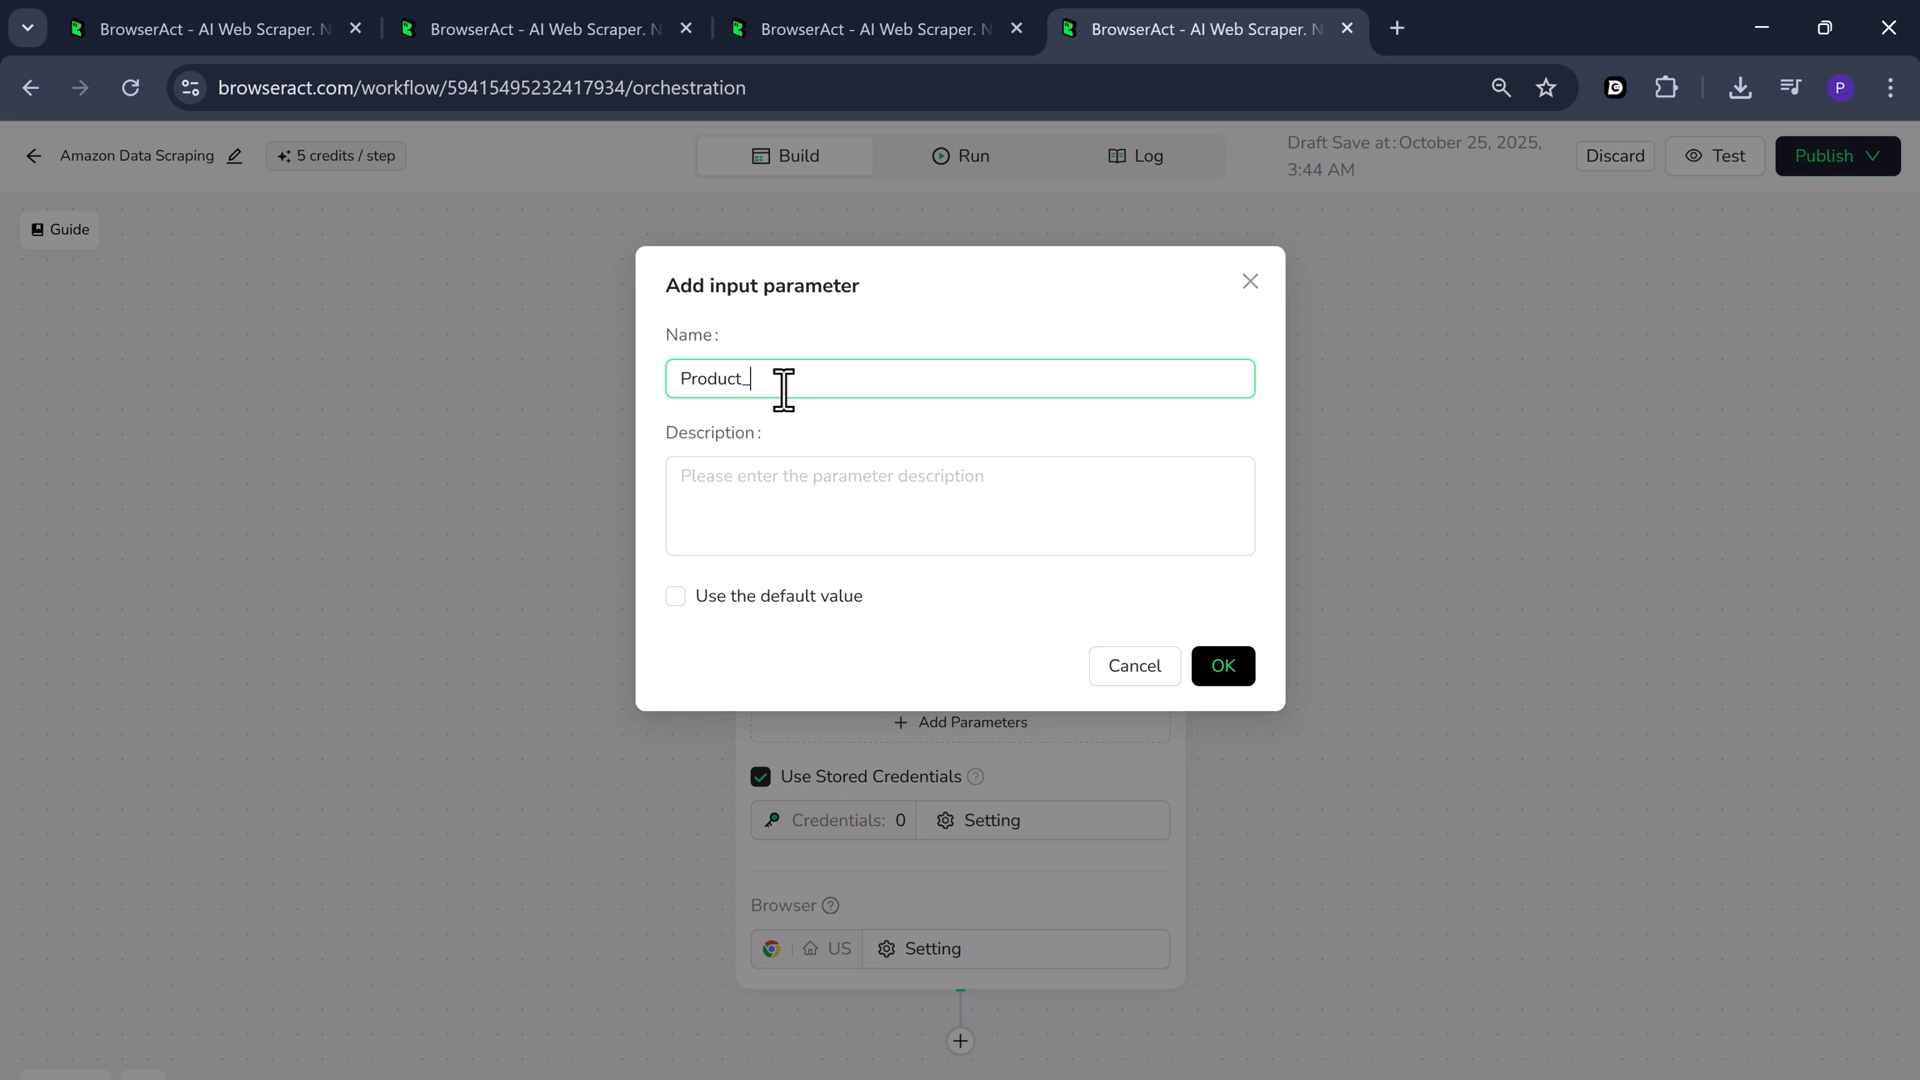 BrowserAct - AI Web Scraper. N
BrowserAct - AI Web Scraper. N
BrowserAct - AI Web Scraper. N
BrowserAct - AI Web Scraper. N
browseract.com/workflow/59415495232417934/orchestration
P
Amazon Data Scraping
5 credits / step
Build
Run
Log
Draft Save at: October 25, 2025,
3:44 AM
Discard
Test
Publish
Guide
Add input parameter
Name:
Product_
Description:
Please enter the parameter description
Use the default value
Cancel
OK
+ Add Parameters
Use Stored Credentials ?
Credentials: 0
Setting
Browser ?
US
Setting